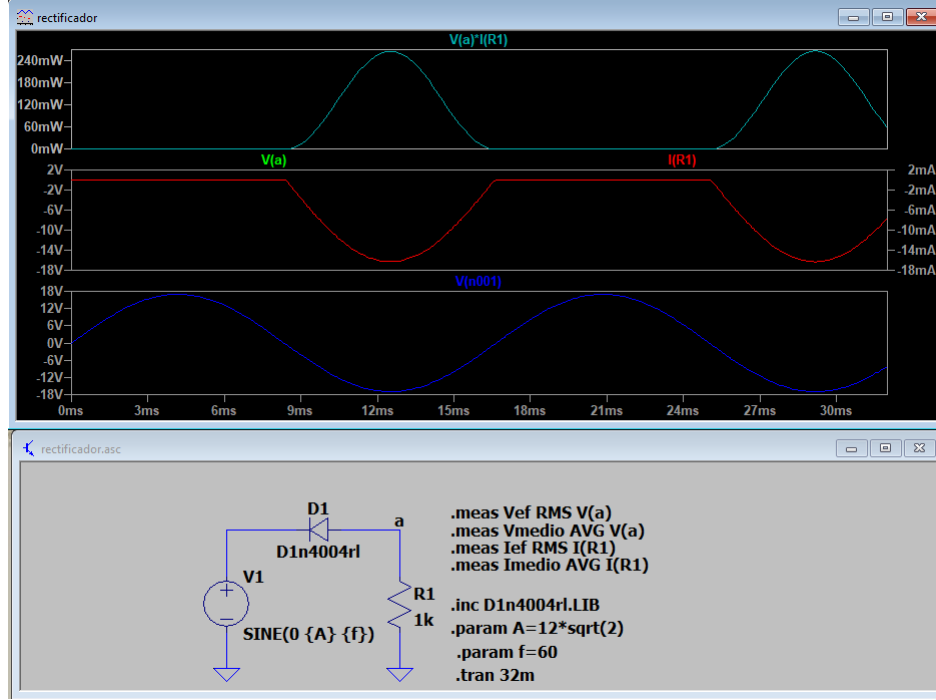 rectificador
V(a)*I(R1)
240mW
180mW
120mW
60mW
0mW
V(a) I(R1)
2V 2mA
-2V -2mA
-6V -6mA
-10V -10mA
-14V -14mA
-18V -18mA
V(n001)
18V
12V
6V
0V
-6V
-12V
-18V
0ms 3ms 6ms 9ms 12ms 15ms 18ms 21ms 24ms 27ms 30ms
rectificador.asc
D1
D1n4004rl
a
V1
SINE(0 {A} {f})
R1
1k
.meas Vef RMS V(a)
.meas Vmedio AVG V(a)
.meas Ief RMS I(R1)
.meas Imedio AVG I(R1)
.inc D1n4004rl.LIB
.param A=12*sqrt(2)
.param f=60
.tran 32m